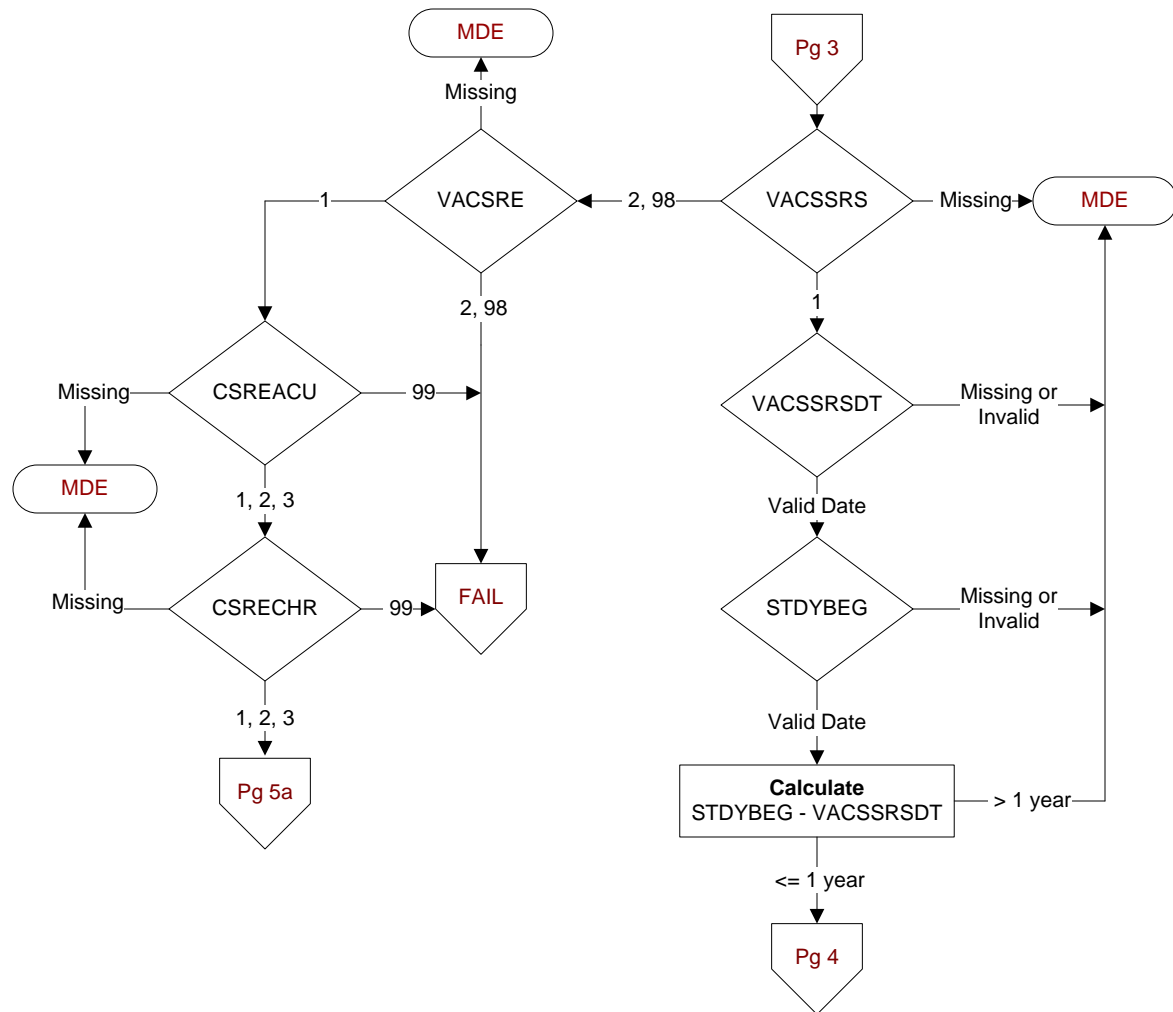 MDE
Pg 3
Missing
VACSRE
VACSSRS
1
2, 98
Missing
MDE
2, 98
1
Missing
CSREACU
99
VACSSRSDT
Missing or
Invalid
MDE
1, 2, 3
Valid Date
Missing
CSRECHR
99
FAIL
STDYBEG
Missing or
Invalid
1, 2, 3
Valid Date
Pg 5a
Calculate
STDYBEG - VACSSRSDT
> 1 year
<= 1 year
Pg 4